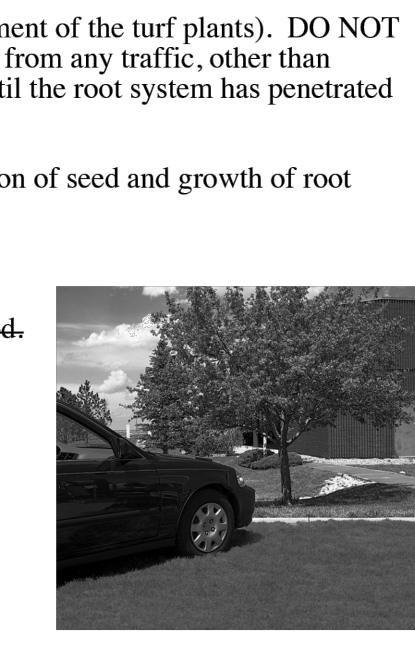 ment of the turf plants). DO NOT
from any traffic, other than
til the root system has penetrated
on of seed and growth of root
d.